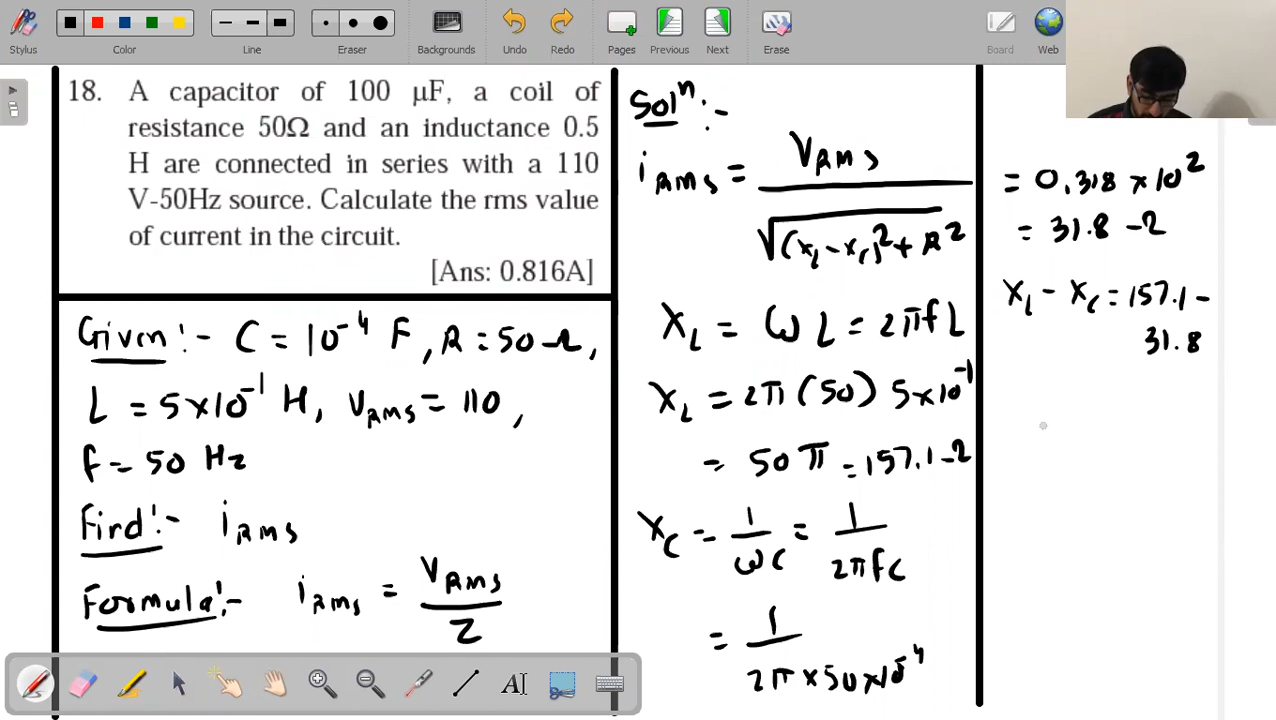 Stylus Color Line Eraser Backgrounds Undo Redo Pages Previous Next Erase Board Web
18. A capacitor of 100 μF, a coil of
resistance 50Ω and an inductance 0.5
H are connected in series with a 110
V-50Hz source. Calculate the rms value
of current in the circuit.
[Ans: 0.816A]
Given:- C = 10⁻⁴ F, R = 50 Ω,
L = 5×10⁻¹ H, VRMS = 110,
f = 50 Hz
Find:- iRMS
Formula:- iRMS = VRMS / Z
Solⁿ:-
iRMS = VRMS / √((XL - XC)² + R²)
XL = ωL = 2πfL
XL = 2π (50) 5×10⁻¹
= 50π = 157.1 Ω
XC = 1/ωC = 1/2πfC
= 1 / 2π×50×10⁻⁴
= 0.318 × 10²
= 31.8 Ω
XL - XC = 157.1 -
31.8